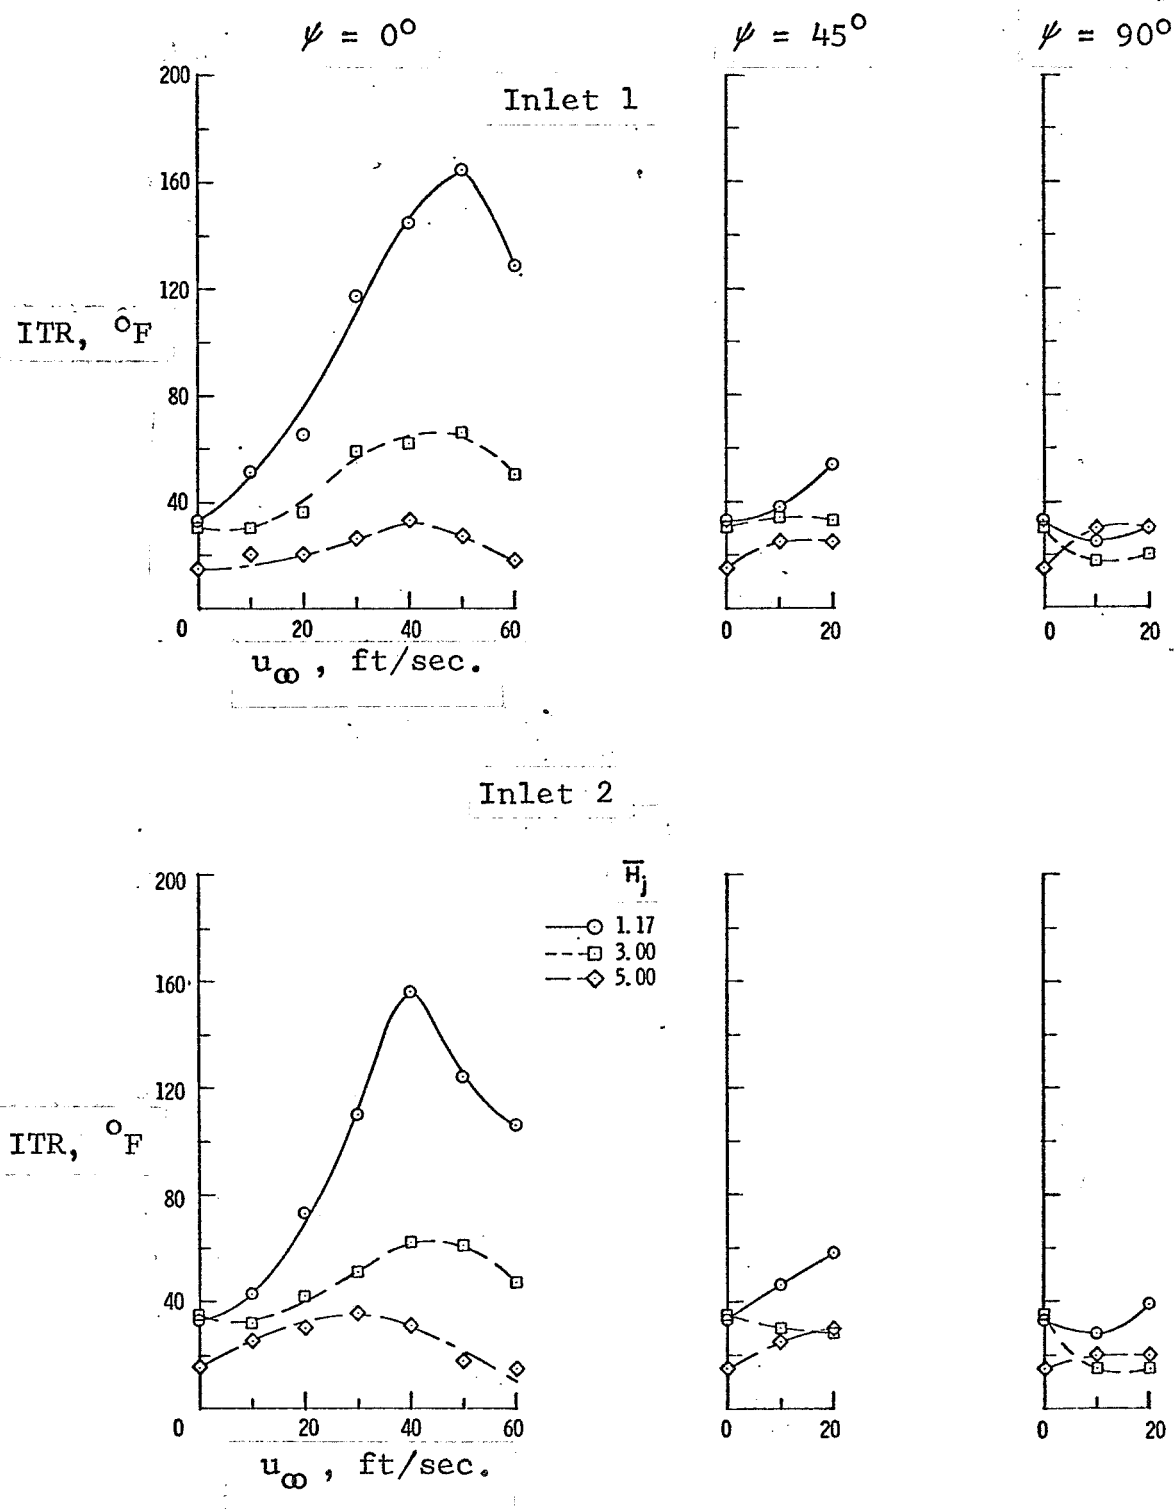 ψ = 0° ψ = 45° ψ = 90°
Inlet 1
200
160
120
80
40
0 20 40 60
0 20
0 20
ITR, °F
u∞ , ft/sec.
Inlet 2
H̅j
1.17
3.00
5.00
200
160
120
80
40
0 20 40 60
0 20
0 20
ITR, °F
u∞ , ft/sec.